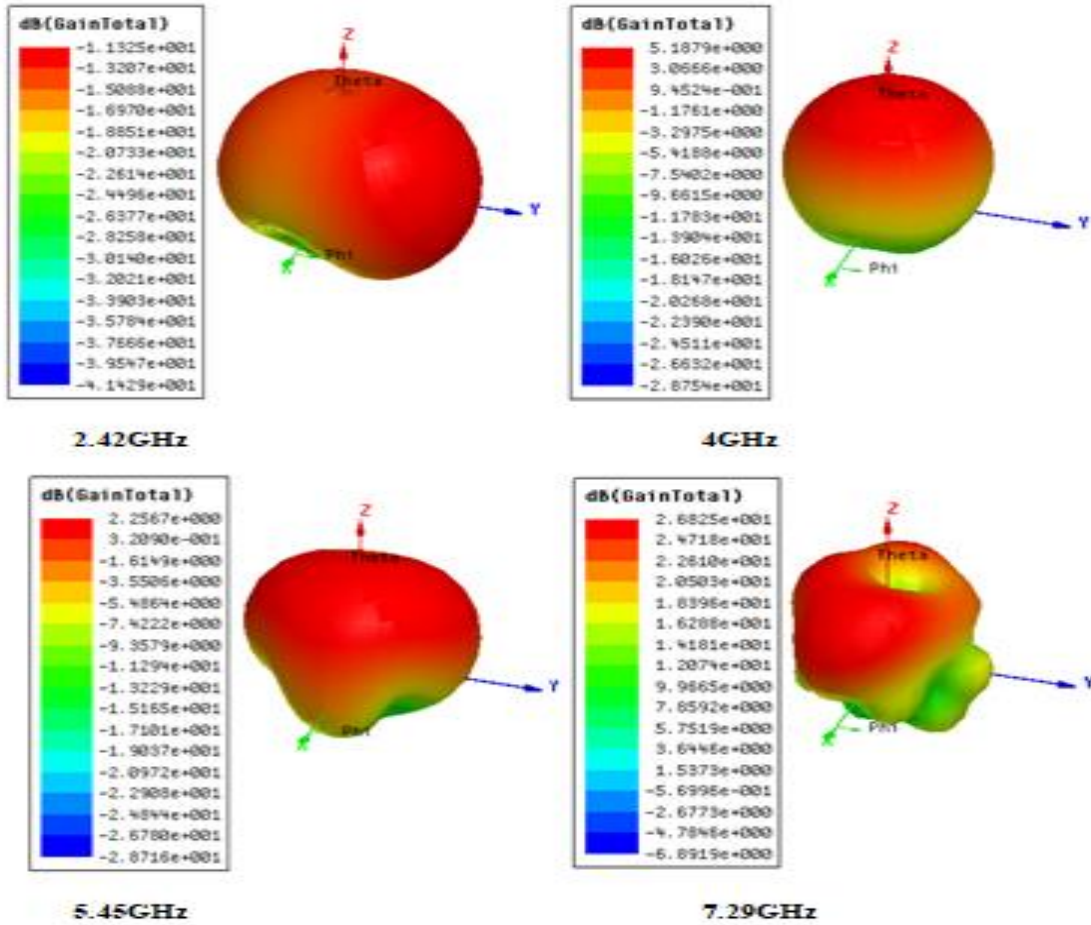 dB(GainTotal)
-1.1325e+001
-1.3207e+001
-1.5088e+001
-1.6970e+001
-1.8851e+001
-2.0733e+001
-2.2614e+001
-2.4496e+001
-2.6377e+001
-2.8258e+001
-3.0140e+001
-3.2021e+001
-3.3903e+001
-3.5784e+001
-3.7666e+001
-3.9547e+001
-4.1429e+001
Z
Theta
Y
Phi
X
2.42GHz
dB(GainTotal)
5.1879e+000
3.0666e+000
9.4524e-001
-1.1761e+000
-3.2975e+000
-5.4188e+000
-7.5402e+000
-9.6615e+000
-1.1783e+001
-1.3904e+001
-1.6026e+001
-1.8147e+001
-2.0268e+001
-2.2390e+001
-2.4511e+001
-2.6632e+001
-2.8754e+001
Z
Theta
Y
Phi
X
4GHz
dB(GainTotal)
2.2567e+000
3.2090e-001
-1.6149e+000
-3.5506e+000
-5.4864e+000
-7.4222e+000
-9.3579e+000
-1.1294e+001
-1.3229e+001
-1.5165e+001
-1.7101e+001
-1.9037e+001
-2.0972e+001
-2.2908e+001
-2.4844e+001
-2.6780e+001
-2.8716e+001
Z
Theta
Y
Phi
X
5.45GHz
dB(GainTotal)
2.6825e+001
2.4718e+001
2.2610e+001
2.0503e+001
1.8396e+001
1.6288e+001
1.4181e+001
1.2074e+001
9.9665e+000
7.8592e+000
5.7519e+000
3.6446e+000
1.5373e+000
-5.6996e-001
-2.6773e+000
-4.7846e+000
-6.8919e+000
Z
Theta
Y
Phi
X
7.29GHz